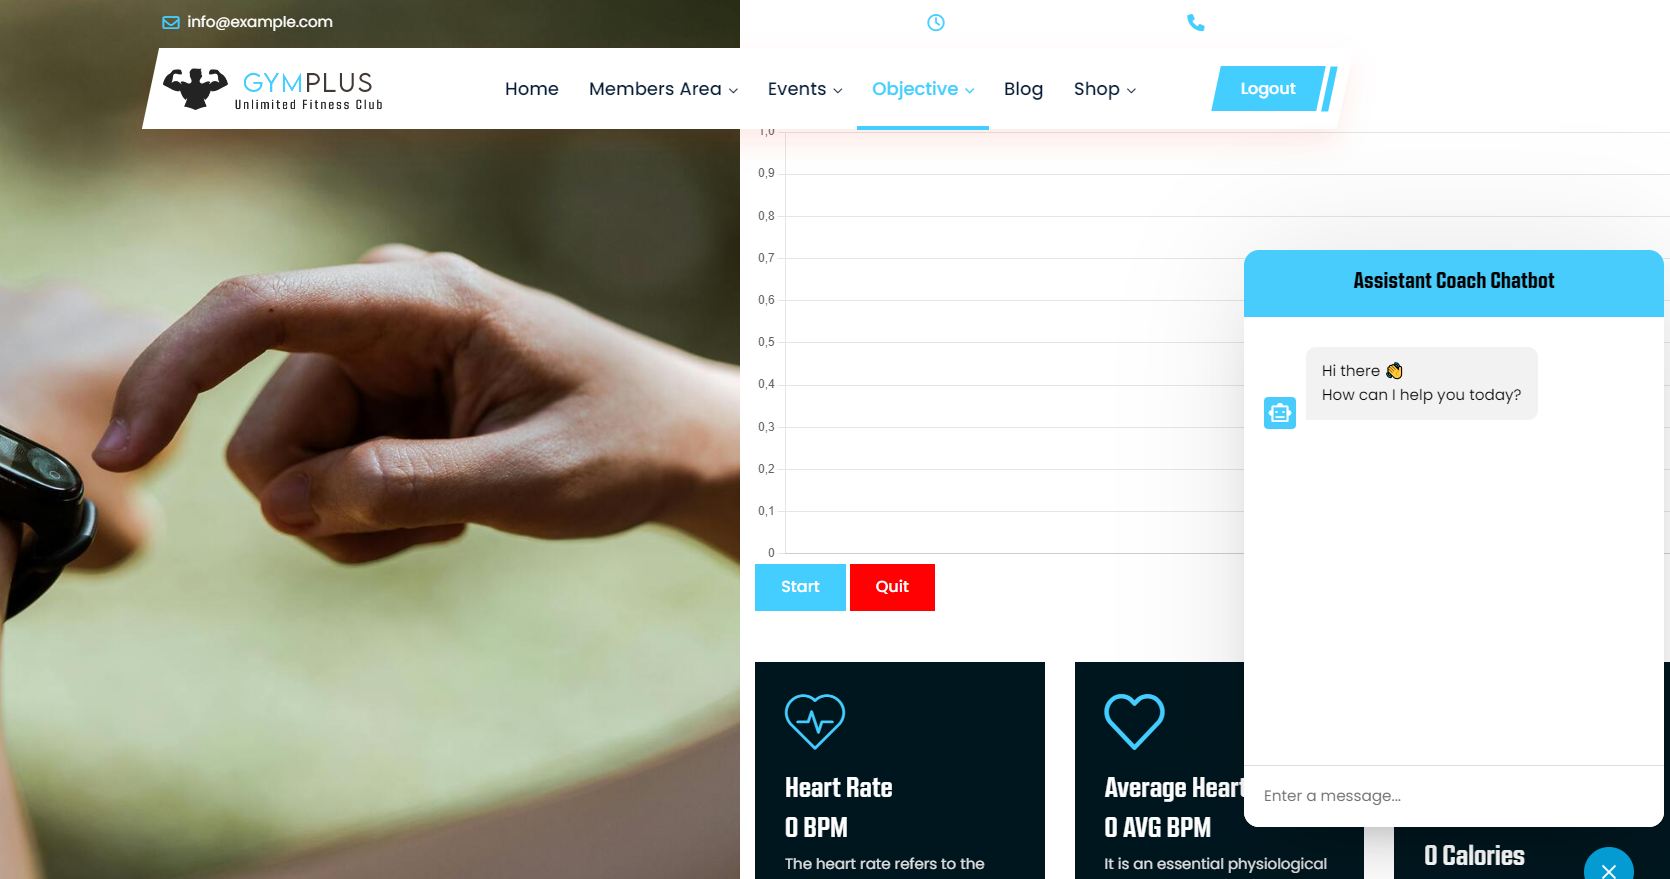 info@example.com
GYMPLUS
Unlimited Fitness Club
Home
Members Area
Events
Objective
Blog
Shop
Logout
1,0
0,9
0,8
0,7
0,6
0,5
0,4
0,3
0,2
0,1
0
Start
Quit
Heart Rate
0 BPM
The heart rate refers to the
Average Heart
0 AVG BPM
It is an essential physiological
0 Calories
Assistant Coach Chatbot
Hi there 👋
How can I help you today?
Enter a message...